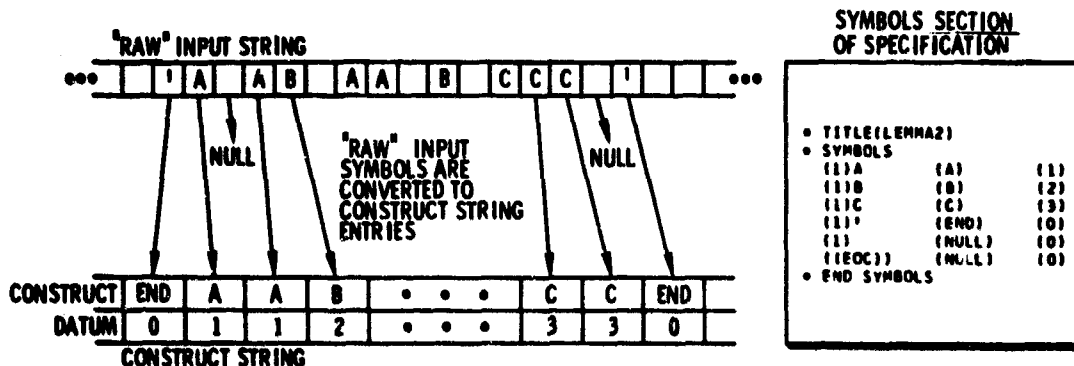 "RAW" INPUT STRING
••• ' A A B A A B C C C ' •••
NULL
"RAW" INPUT
SYMBOLS ARE
CONVERTED TO
CONSTRUCT STRING
ENTRIES
NULL
CONSTRUCT END A A B • • • C C END
DATUM 0 1 1 2 • • • 3 3 0
CONSTRUCT STRING
SYMBOLS SECTION
OF SPECIFICATION
• TITLE(LEMMA2)
• SYMBOLS
(1)A (A) (1)
(1)B (B) (2)
(1)C (C) (3)
(1)' (END) (0)
(1) (NULL) (0)
((EOC)) (NULL) (0)
• END SYMBOLS